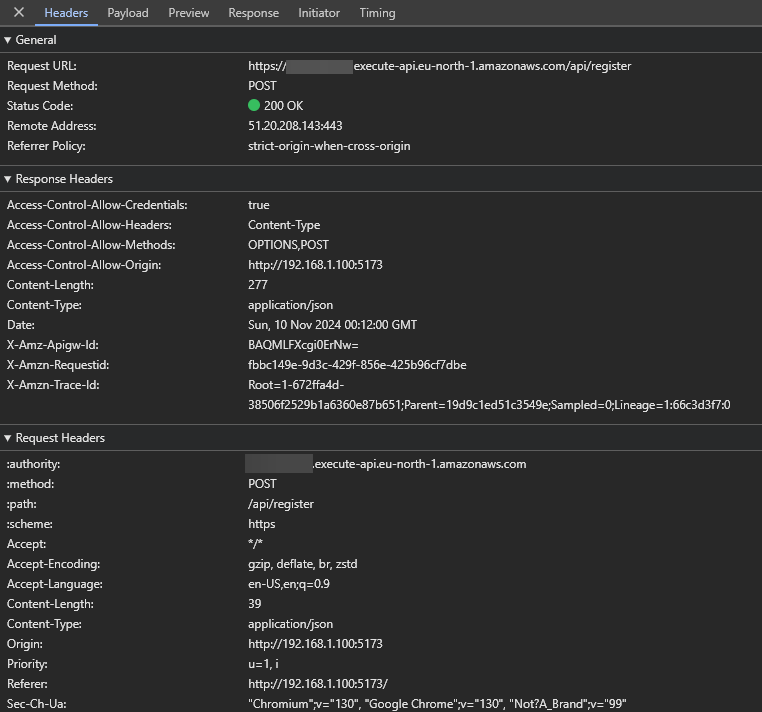 Headers Payload Preview Response Initiator Timing
General
Request URL: https:// execute-api.eu-north-1.amazonaws.com/api/register
Request Method: POST
Status Code: 200 OK
Remote Address: 51.20.208.143:443
Referrer Policy: strict-origin-when-cross-origin
Response Headers
Access-Control-Allow-Credentials: true
Access-Control-Allow-Headers: Content-Type
Access-Control-Allow-Methods: OPTIONS,POST
Access-Control-Allow-Origin: http://192.168.1.100:5173
Content-Length: 277
Content-Type: application/json
Date: Sun, 10 Nov 2024 00:12:00 GMT
X-Amz-Apigw-Id: BAQMLFXcgi0ErNw=
X-Amzn-Requestid: fbbc149e-9d3c-429f-856e-425b96cf7dbe
X-Amzn-Trace-Id: Root=1-672ffa4d-
38506f2529b1a6360e87b651;Parent=19d9c1ed51c3549e;Sampled=0;Lineage=1:66c3d3f7:0
Request Headers
:authority: .execute-api.eu-north-1.amazonaws.com
:method: POST
:path: /api/register
:scheme: https
Accept: */*
Accept-Encoding: gzip, deflate, br, zstd
Accept-Language: en-US,en;q=0.9
Content-Length: 39
Content-Type: application/json
Origin: http://192.168.1.100:5173
Priority: u=1, i
Referer: http://192.168.1.100:5173/
Sec-Ch-Ua: "Chromium";v="130", "Google Chrome";v="130", "Not?A_Brand";v="99"